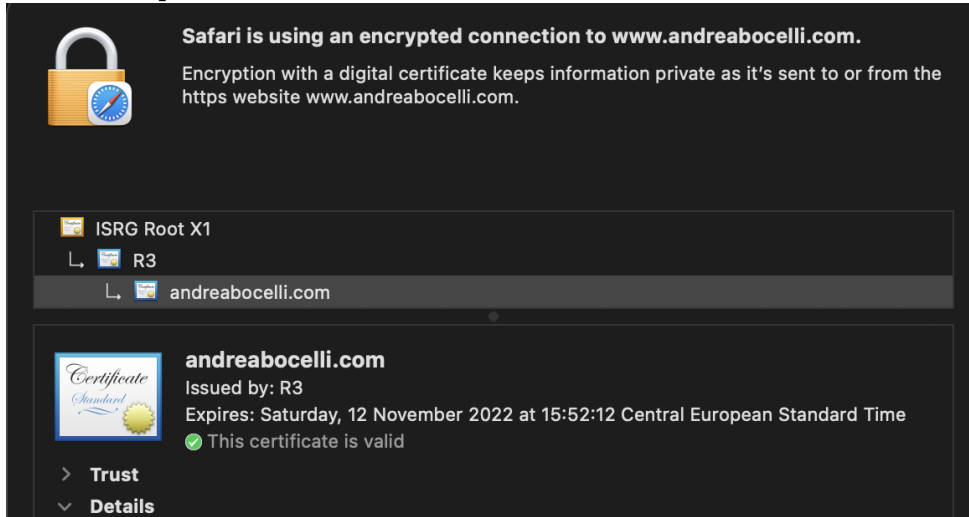 Safari is using an encrypted connection to www.andreabocelli.com.
Encryption with a digital certificate keeps information private as it’s sent to or from the
https website www.andreabocelli.com.
ISRG Root X1
R3
andreabocelli.com
Certificate
Standard
andreabocelli.com
Issued by: R3
Expires: Saturday, 12 November 2022 at 15:52:12 Central European Standard Time
This certificate is valid
Trust
Details